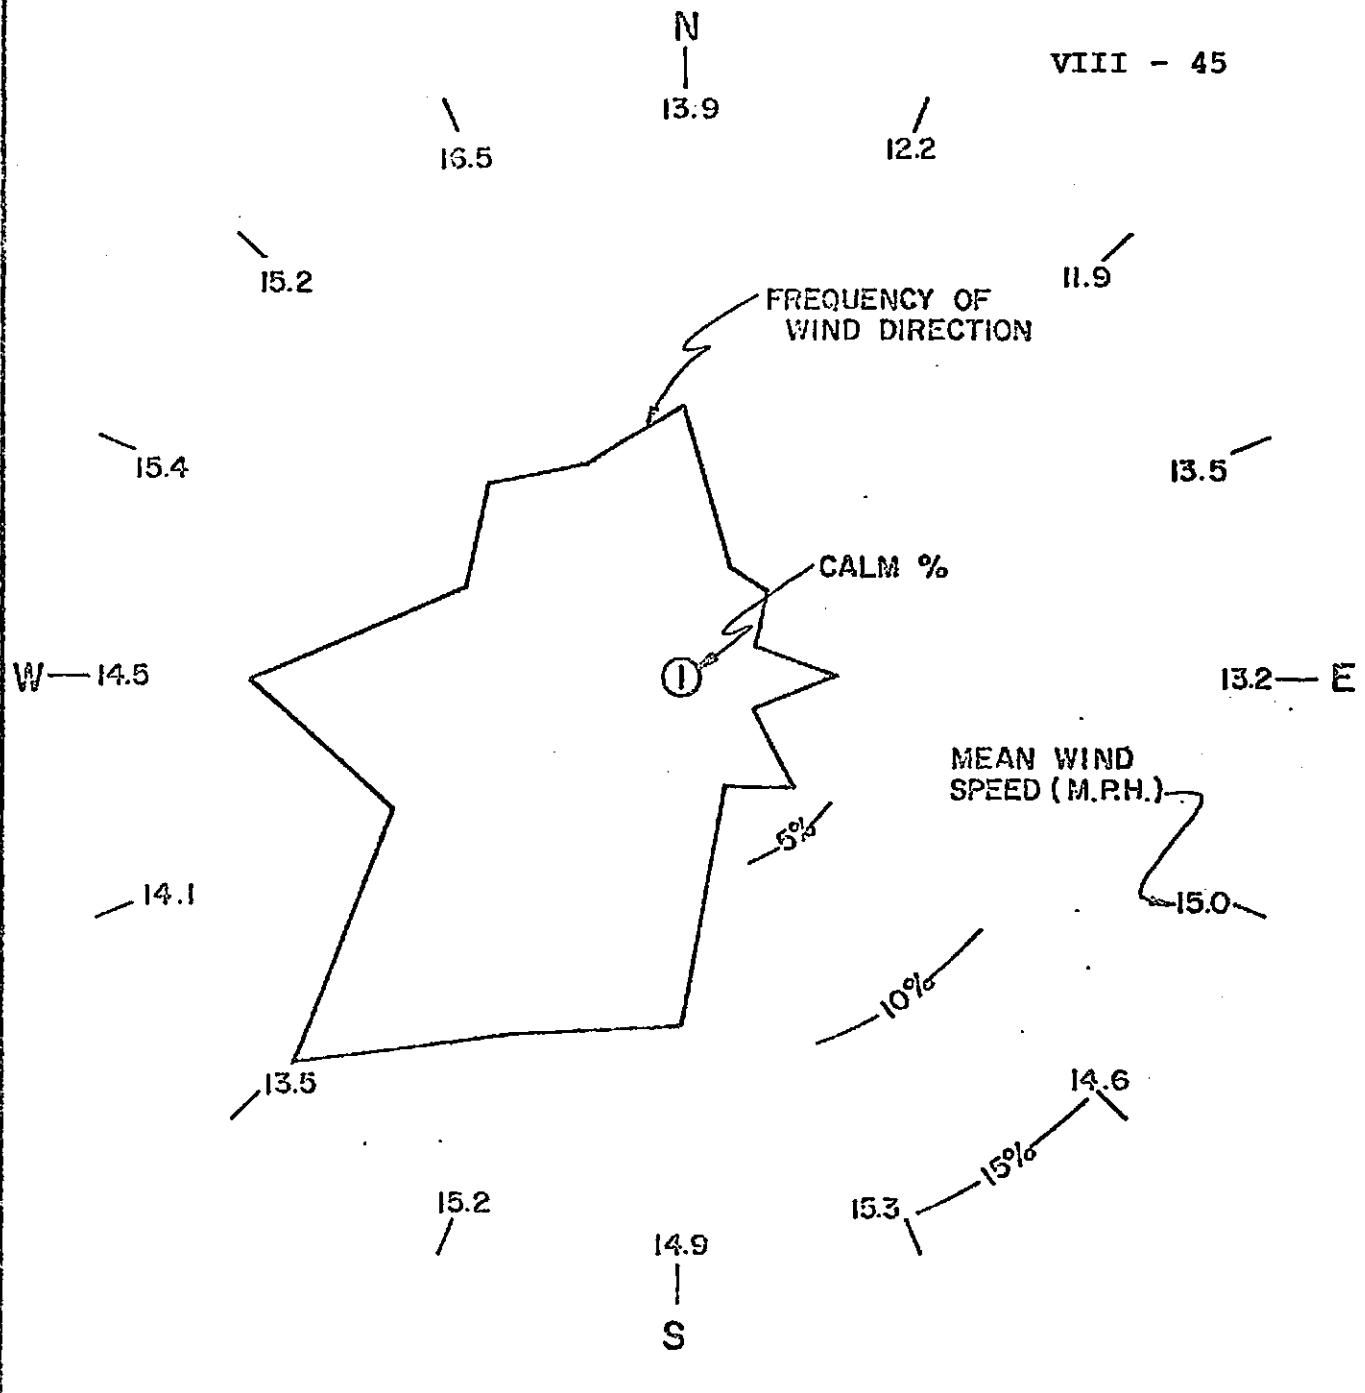 N
VIII - 45
13.9
16.5
12.2
15.2
11.9
FREQUENCY OF
WIND DIRECTION
15.4
13.5
CALM %
W
14.5
1
13.2
E
MEAN WIND
SPEED (M.P.H.)
5%
14.1
15.0
10%
13.5
14.6
15%
15.2
15.3
14.9
S